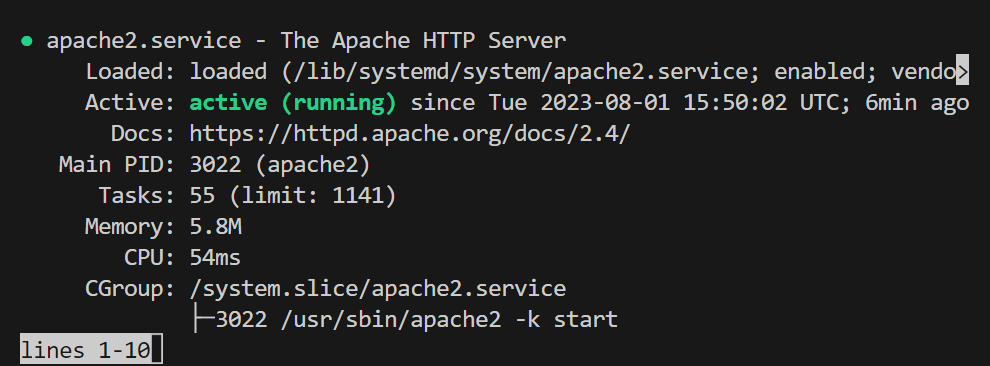 ● apache2.service - The Apache HTTP Server
Loaded: loaded (/lib/systemd/system/apache2.service; enabled; vendo>
Active: active (running) since Tue 2023-08-01 15:50:02 UTC; 6min ago
Docs: https://httpd.apache.org/docs/2.4/
Main PID: 3022 (apache2)
Tasks: 55 (limit: 1141)
Memory: 5.8M
CPU: 54ms
CGroup: /system.slice/apache2.service
├─3022 /usr/sbin/apache2 -k start
lines 1-10